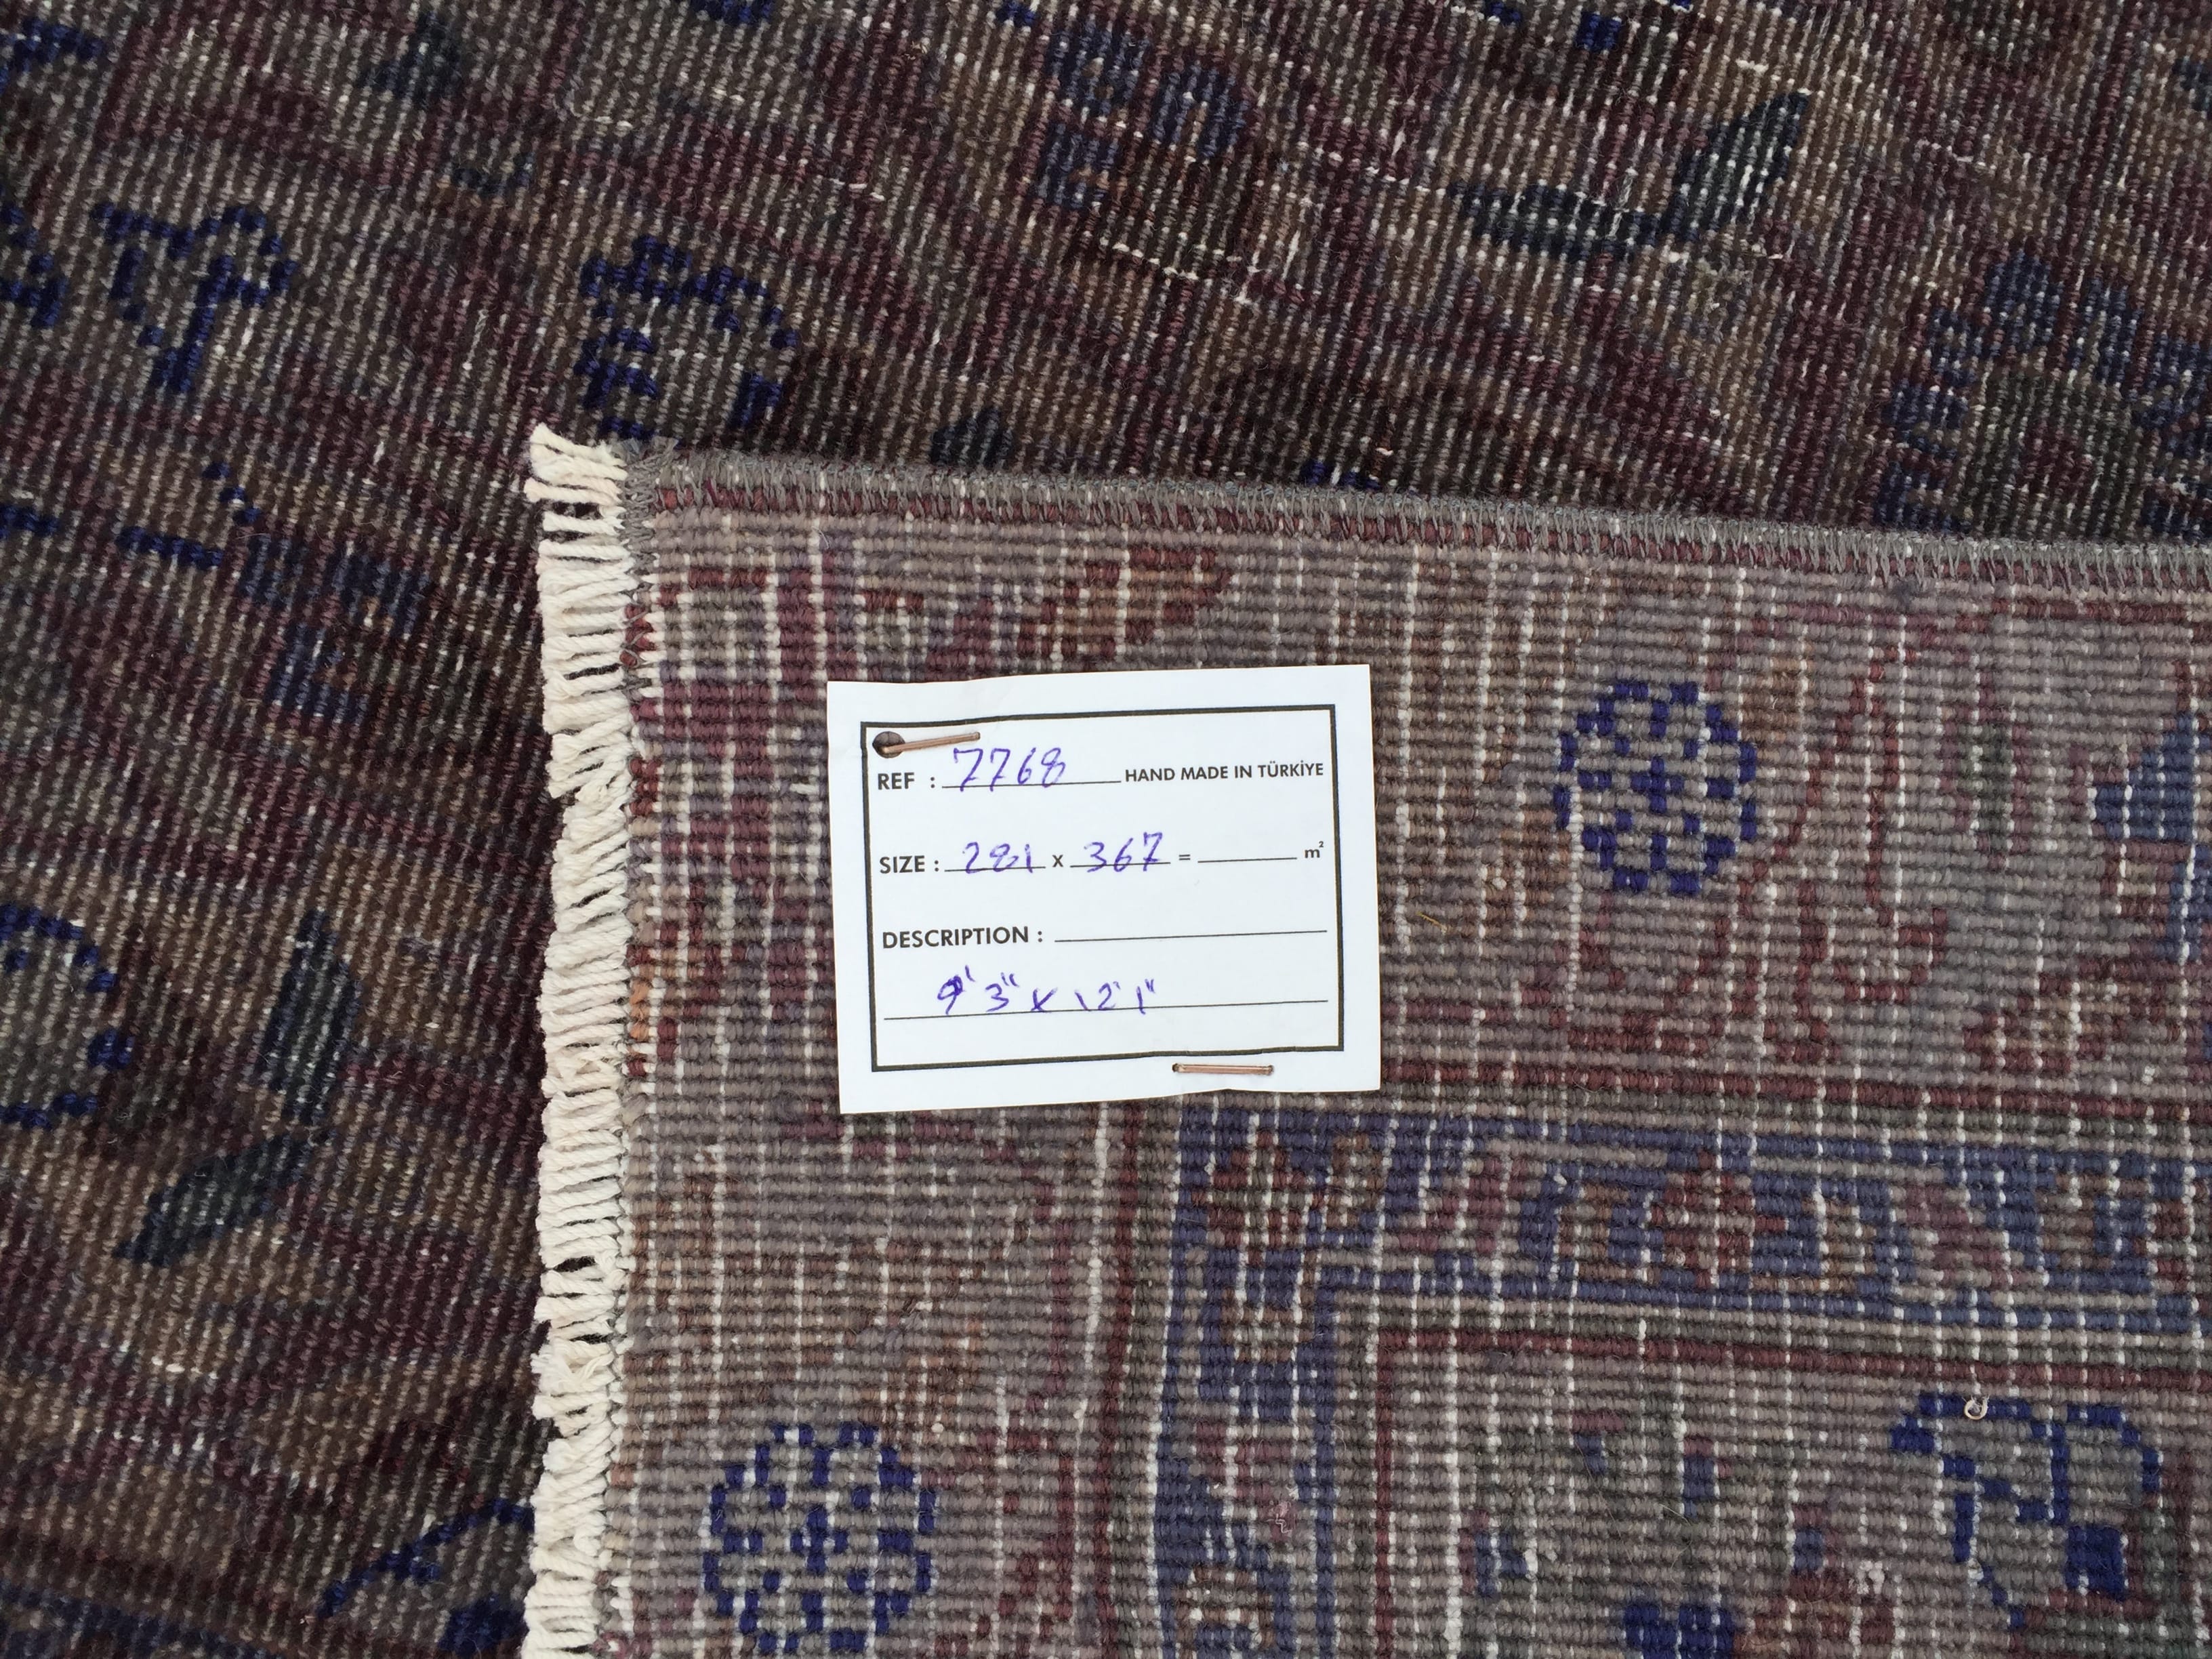 REF : 7768 HAND MADE IN TÜRKİYE
SIZE : 281 x 367 = m²
DESCRIPTION :
9'3" x 12'1"